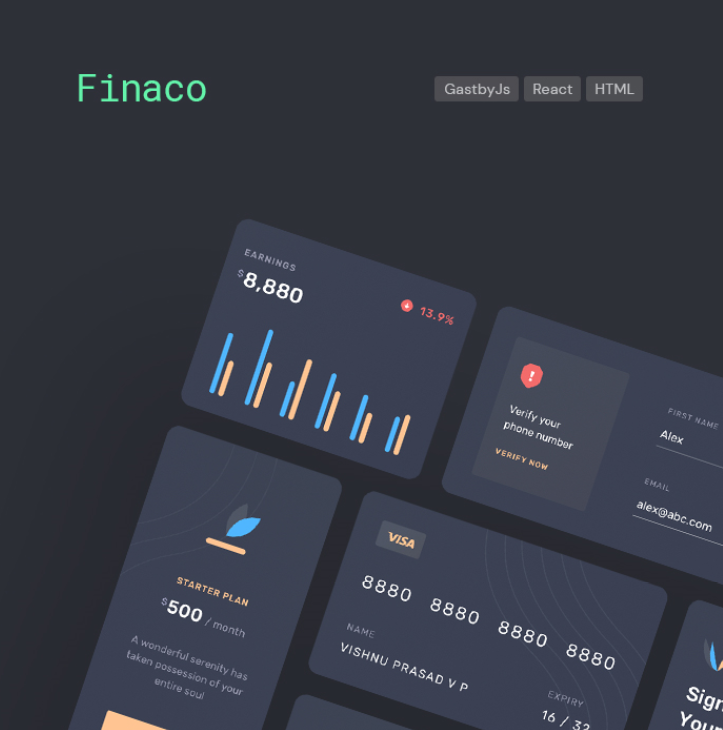 Finaco
GastbyJs React HTML
EARNINGS
$8,880
13.9%
Verify your
phone number
VERIFY NOW
FIRST NAME
Alex
EMAIL
alex@abc.com
STARTER PLAN
$500 / month
A wonderful serenity has
taken possession of your
entire soul
VISA
8880 8880 8880 8880
NAME
VISHNU PRASAD V P
EXPIRY
16 / 32
Sign
Your